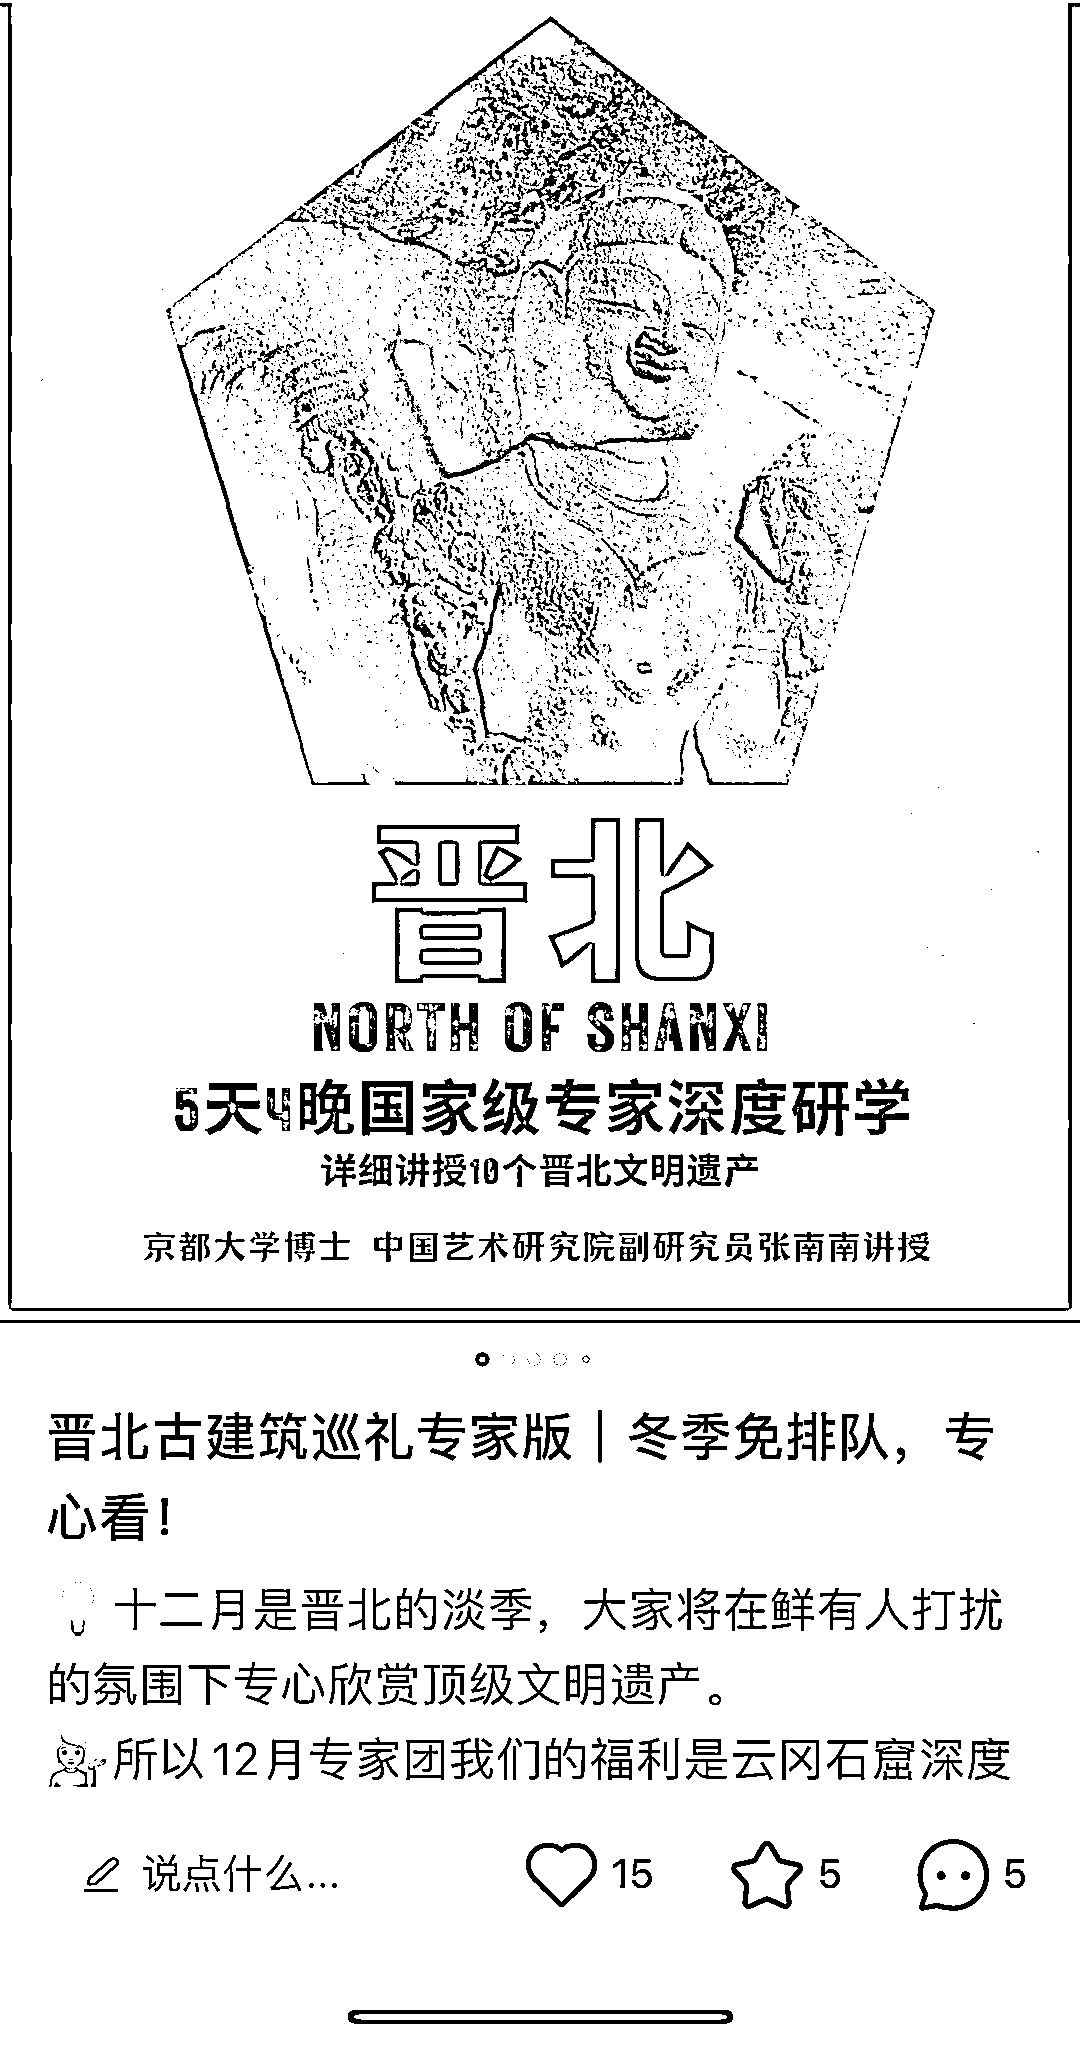 晋北
NORTH OF SHANXI
5天4晚国家级专家深度研学
详细讲授10个晋北文明遗产
京都大学博士 中国艺术研究院副研究员张南南讲授
晋北古建筑巡礼专家版｜冬季免排队，专
心看！
十二月是晋北的淡季，大家将在鲜有人打扰
的氛围下专心欣赏顶级文明遗产。
所以12月专家团我们的福利是云冈石窟深度
说点什么... 15 5 5